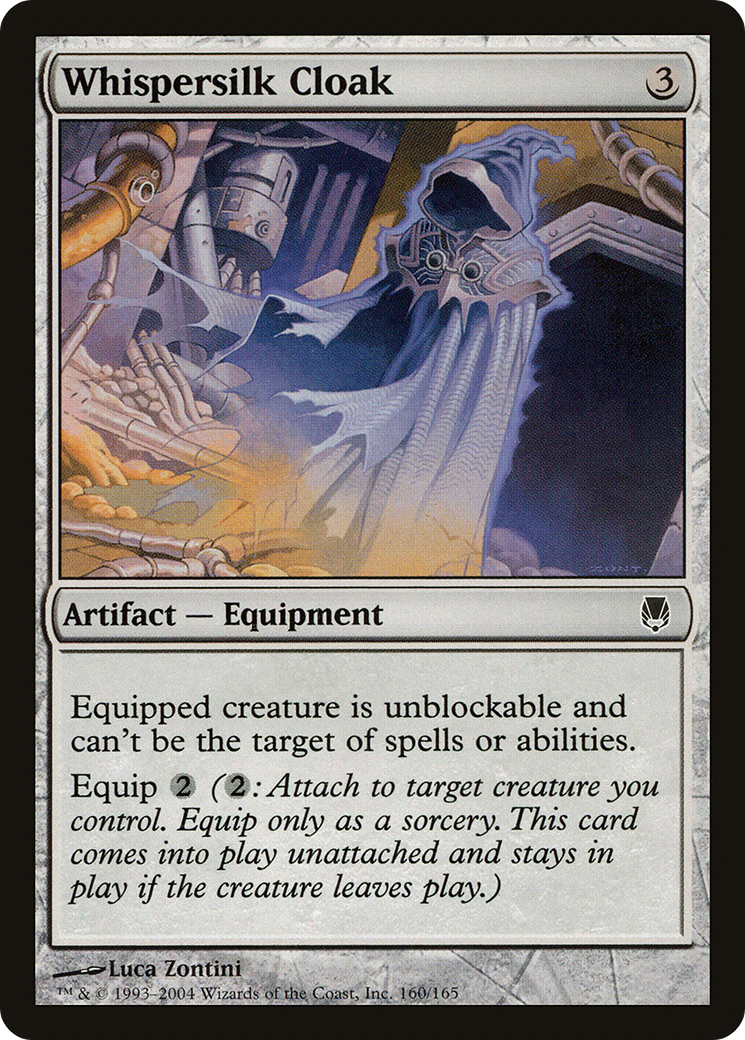 Whispersilk Cloak 3
ZONT.
Artifact — Equipment
Equipped creature is unblockable and
can't be the target of spells or abilities.
Equip 2 (2: Attach to target creature you
control. Equip only as a sorcery. This card
comes into play unattached and stays in
play if the creature leaves play.)
Luca Zontini
™ & © 1993–2004 Wizards of the Coast, Inc. 160/165